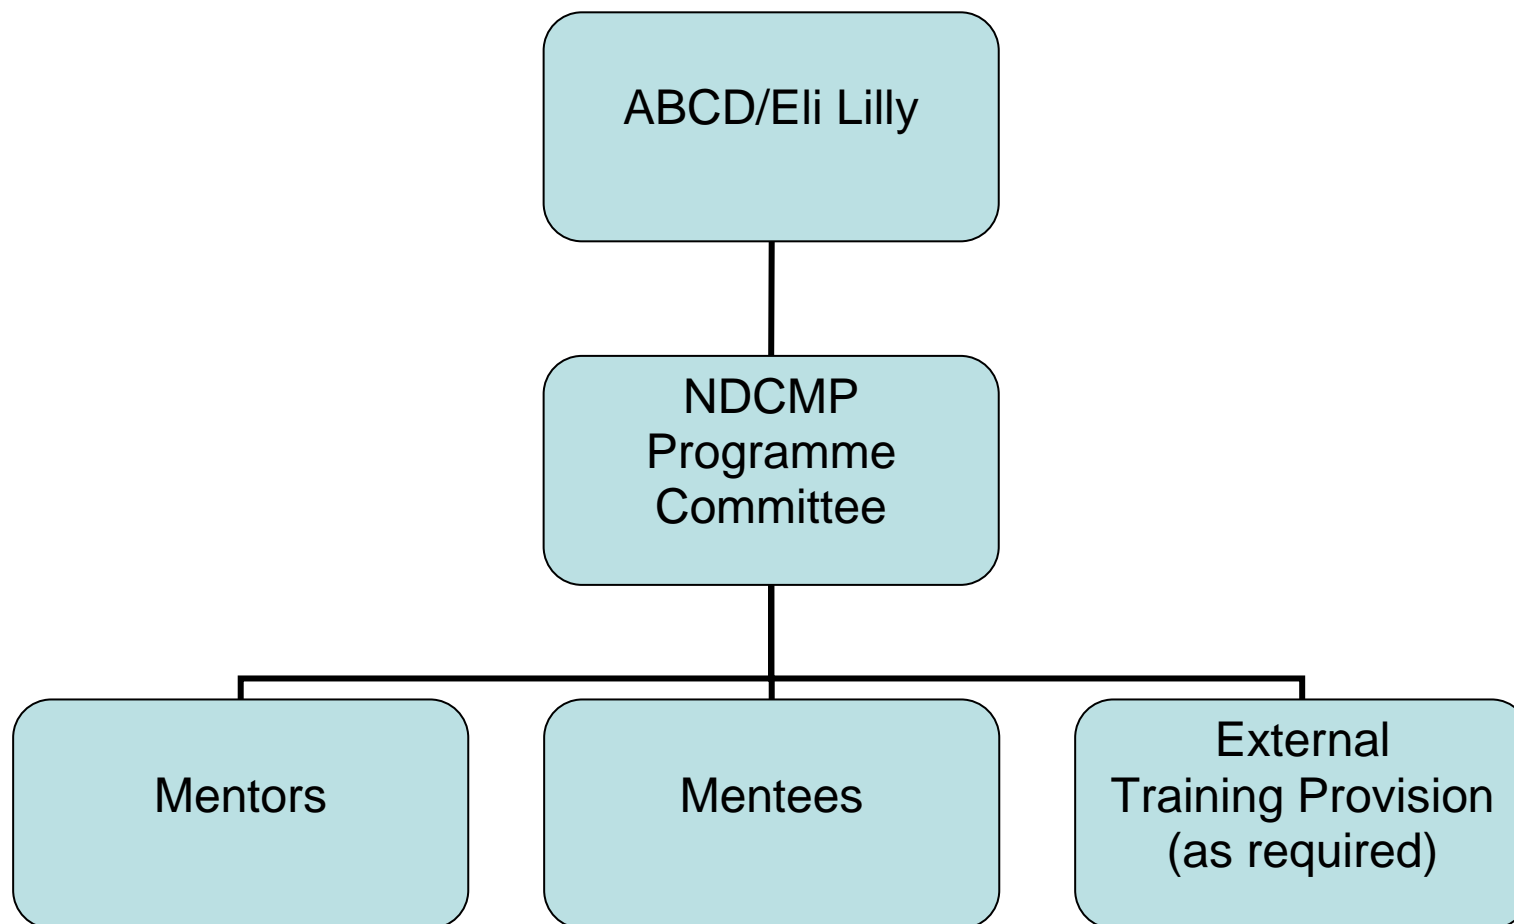 ABCD/Eli Lilly
NDCMP
Programme
Committee
Mentors
Mentees
External
Training Provision
(as required)